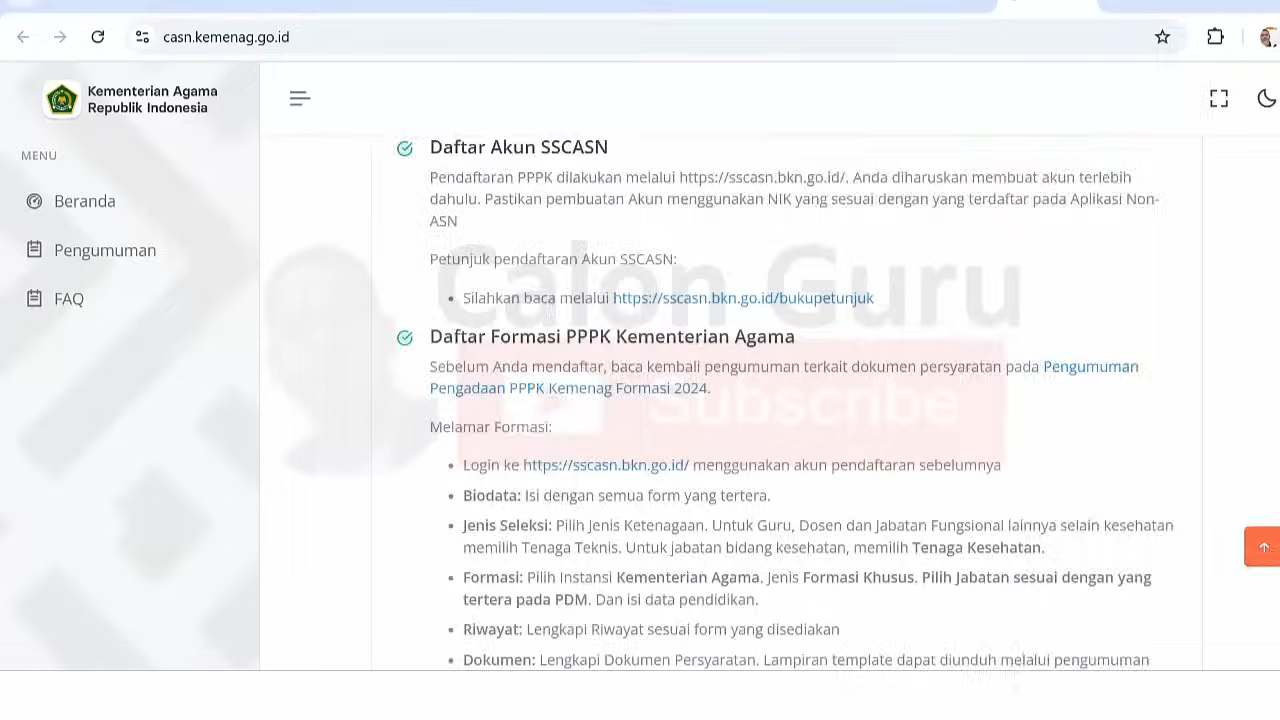 casn.kemenag.go.id
Kementerian Agama
Republik Indonesia
MENU
Beranda
Pengumuman
FAQ
Daftar Akun SSCASN
Pendaftaran PPPK dilakukan melalui https://sscasn.bkn.go.id/. Anda diharuskan membuat akun terlebih
dahulu. Pastikan pembuatan Akun menggunakan NIK yang sesuai dengan yang terdaftar pada Aplikasi Non-
ASN
Petunjuk pendaftaran Akun SSCASN:
• Silahkan baca melalui https://sscasn.bkn.go.id/bukupetunjuk
Calon Guru
Daftar Formasi PPPK Kementerian Agama
Sebelum Anda mendaftar, baca kembali pengumuman terkait dokumen persyaratan pada Pengumuman
Pengadaan PPPK Kemenag Formasi 2024.
Subscribe
Melamar Formasi:
• Login ke https://sscasn.bkn.go.id/ menggunakan akun pendaftaran sebelumnya
• Biodata: Isi dengan semua form yang tertera.
• Jenis Seleksi: Pilih Jenis Ketenagaan. Untuk Guru, Dosen dan Jabatan Fungsional lainnya selain kesehatan
memilih Tenaga Teknis. Untuk jabatan bidang kesehatan, memilih Tenaga Kesehatan.
• Formasi: Pilih Instansi Kementerian Agama. Jenis Formasi Khusus. Pilih Jabatan sesuai dengan yang
tertera pada PDM. Dan isi data pendidikan.
• Riwayat: Lengkapi Riwayat sesuai form yang disediakan
• Dokumen: Lengkapi Dokumen Persyaratan. Lampiran template dapat diunduh melalui pengumuman